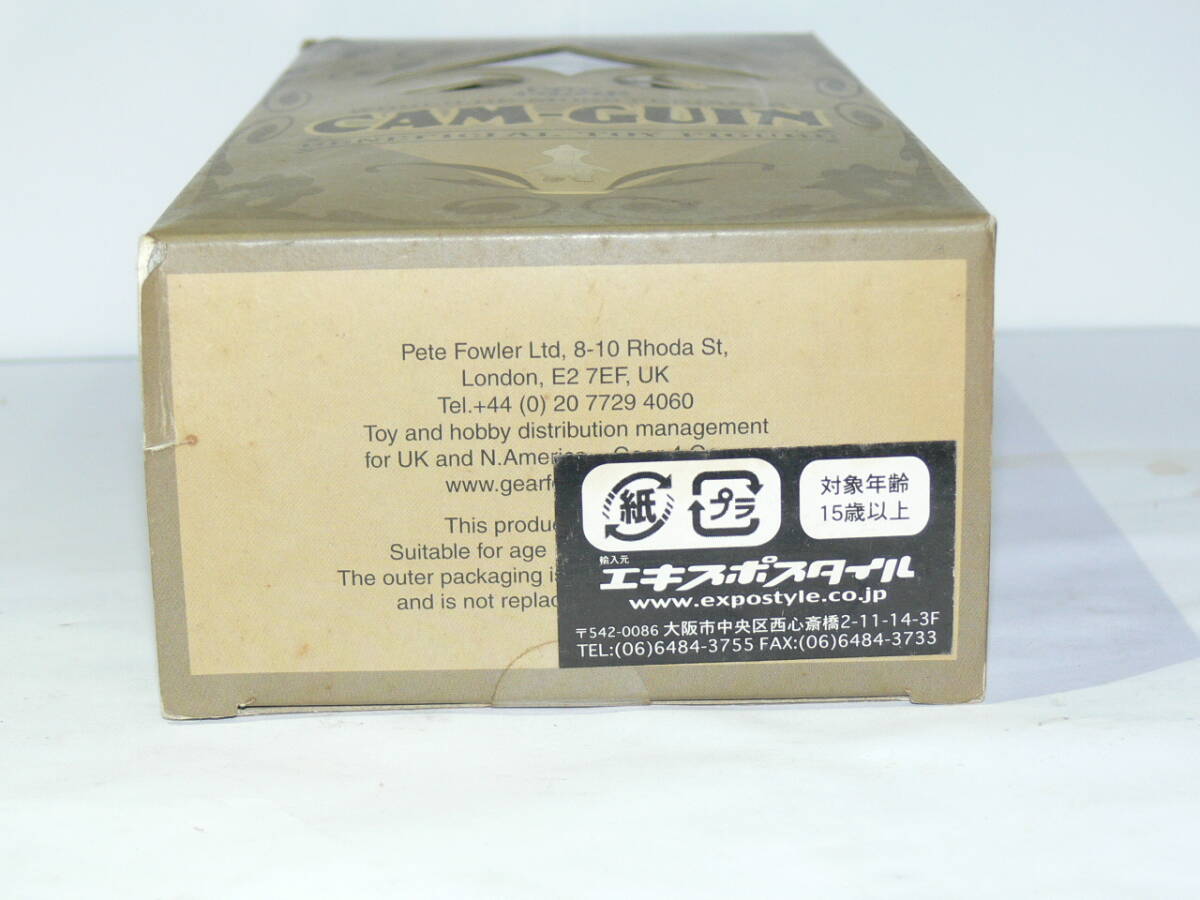 CAM-GUIN
Pete Fowler Ltd, 8-10 Rhoda St,
London, E2 7EF, UK
Tel.+44 (0) 20 7729 4060
Toy and hobby distribution management
for UK and N.America
www.gearf
This produ
Suitable for age
The outer packaging
and is not repla
紙
プラ
対象年齢
15歳以上
輸入元
エキスポスタイル
www.expostyle.co.jp
〒542-0086 大阪市中央区西心斎橋2-11-14-3F
TEL:(06)6484-3755 FAX:(06)6484-3733